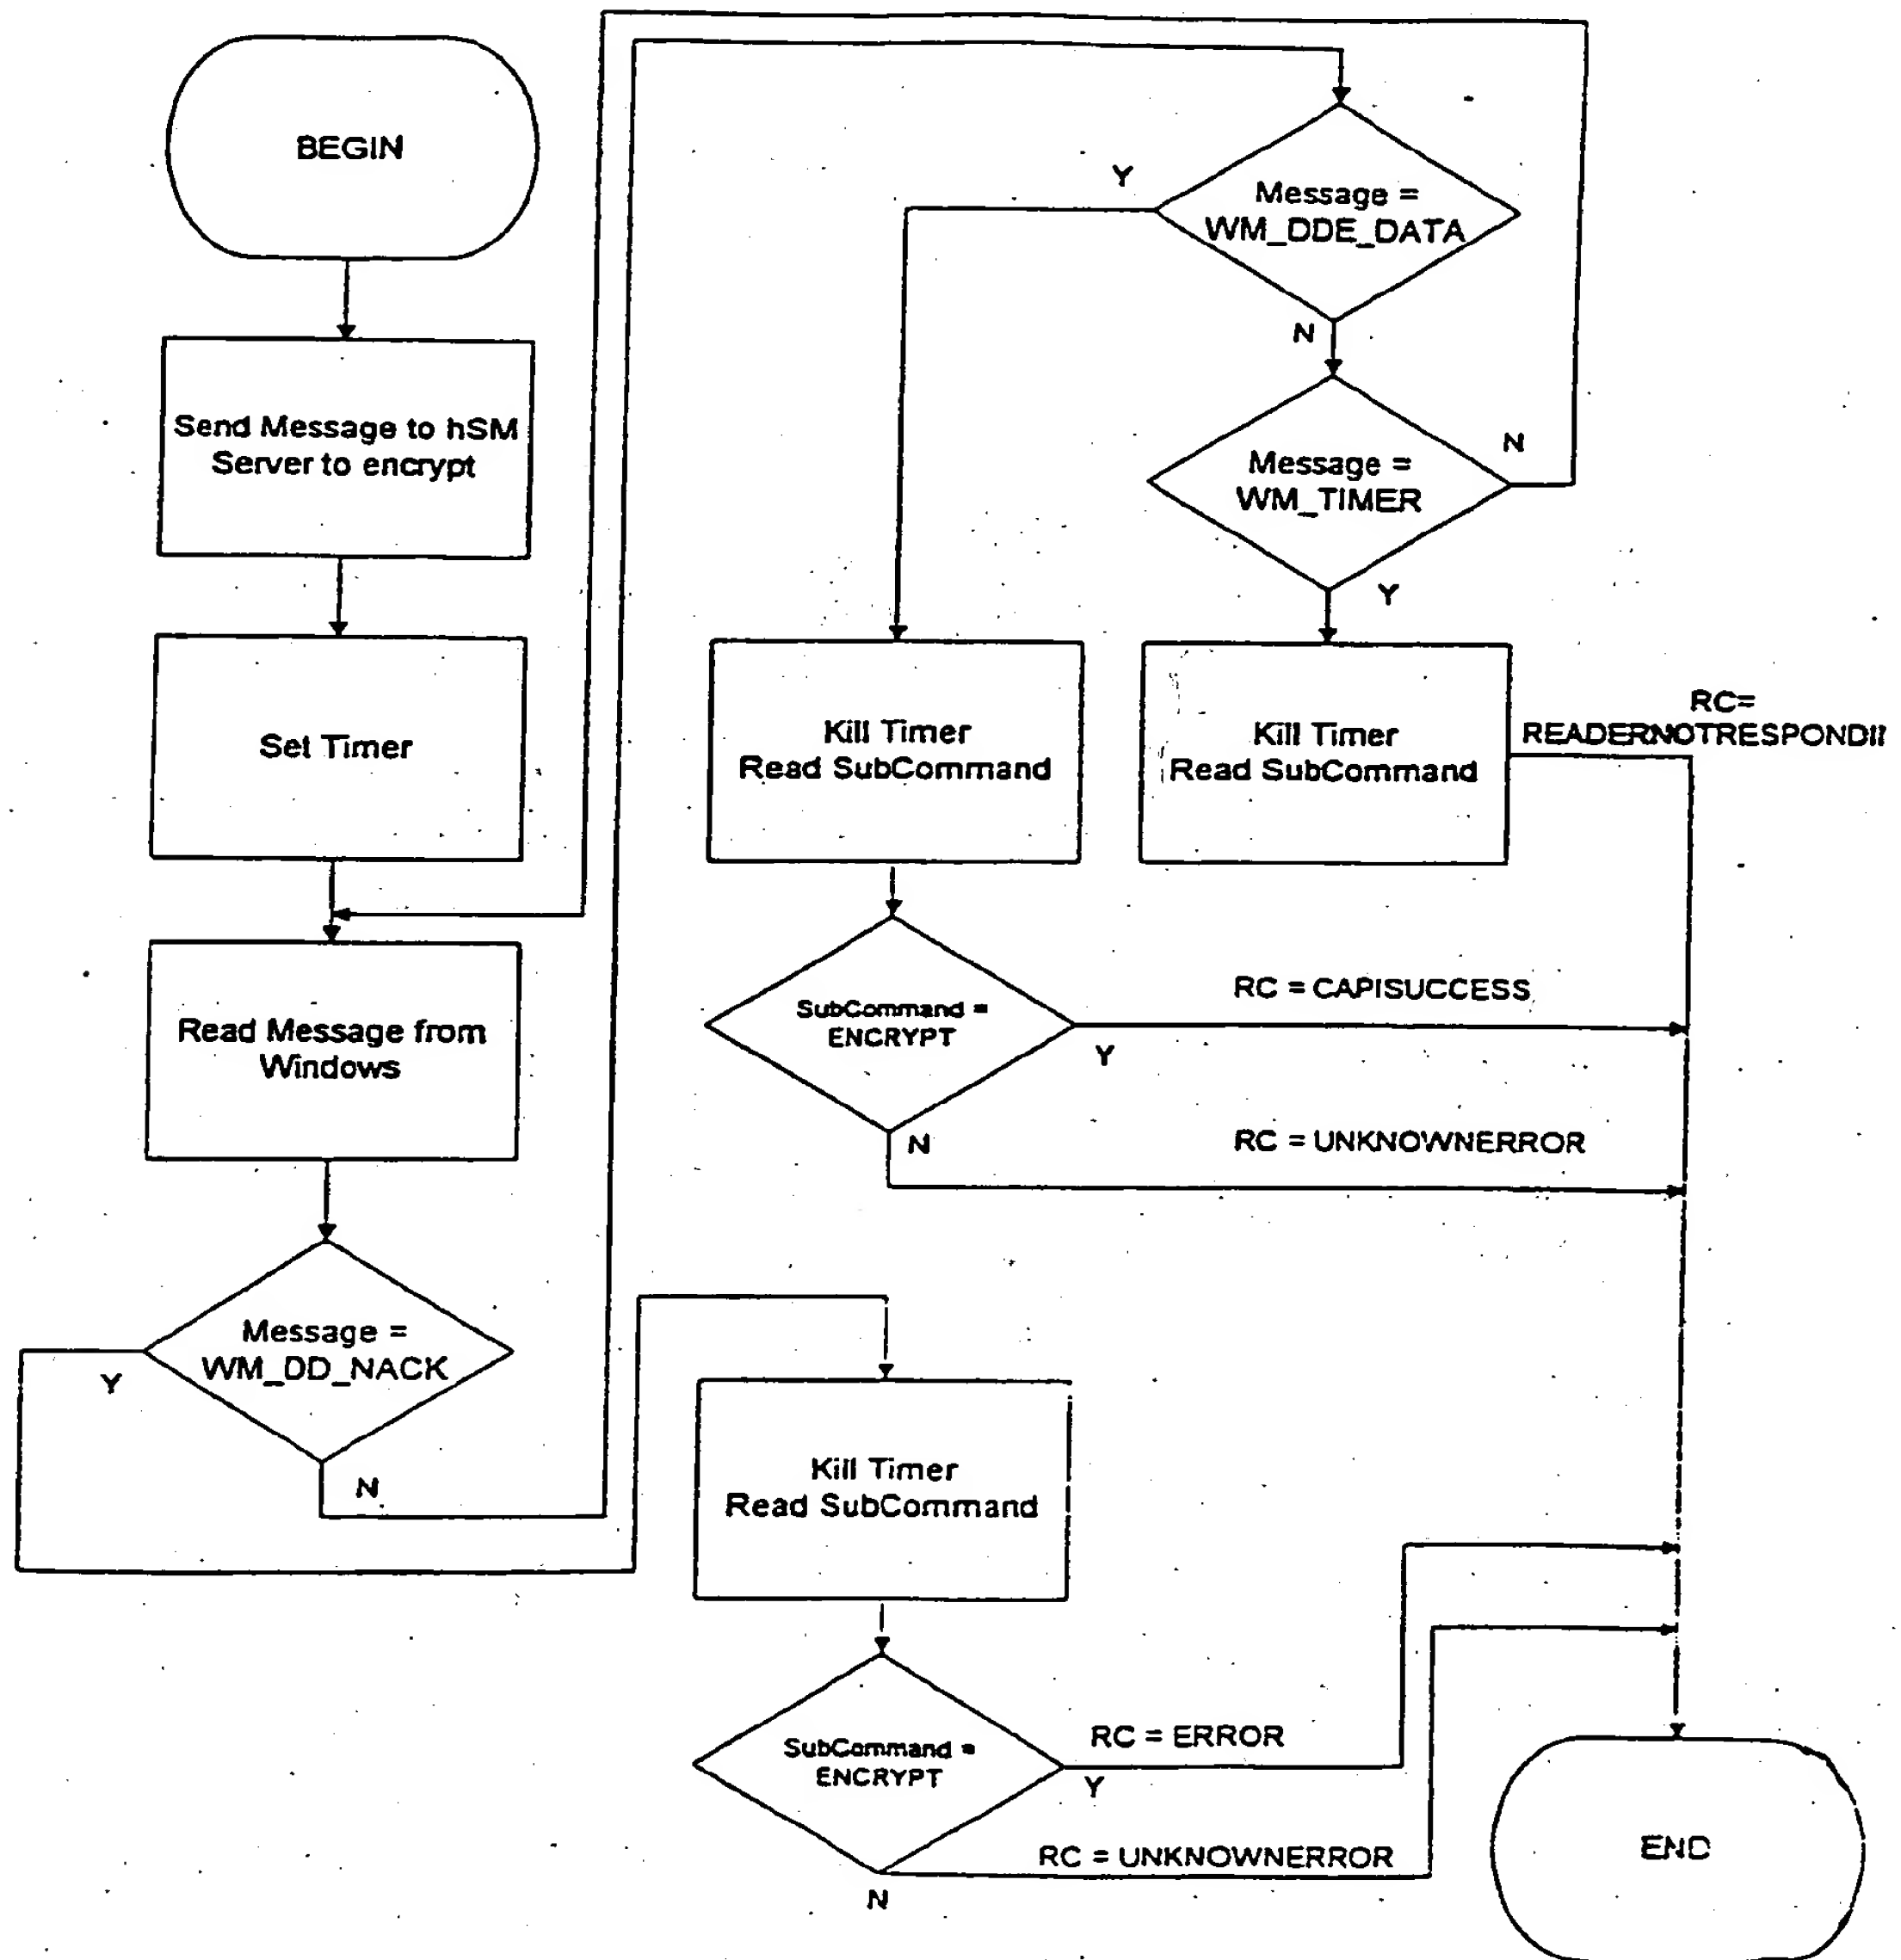 BEGIN
Send Message to hSM
Server to encrypt
Set Timer
Read Message from
Windows
Message =
WM_DD_NACK
Y
N
Message =
WM_DDE_DATA
Y
N
Message =
WM_TIMER
N
Y
Kill Timer
Read SubCommand
Kill Timer
Read SubCommand
RC=
READERNOTRESPONDII
SubCommand =
ENCRYPT
RC = CAPISUCCESS
Y
N
RC = UNKNOWNERROR
Kill Timer
Read SubCommand
SubCommand =
ENCRYPT
RC = ERROR
Y
RC = UNKNOWNERROR
N
END